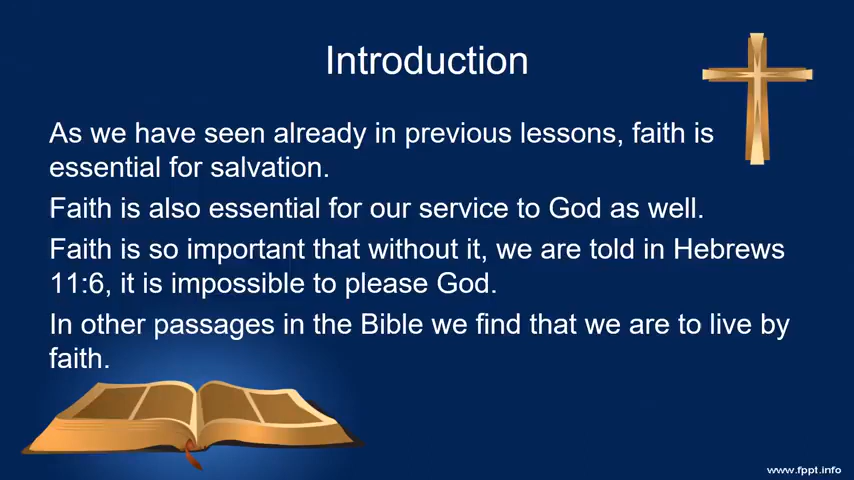 Introduction
As we have seen already in previous lessons, faith is
essential for salvation.
Faith is also essential for our service to God as well.
Faith is so important that without it, we are told in Hebrews
11:6, it is impossible to please God.
In other passages in the Bible we find that we are to live by
faith.
www.fppt.info